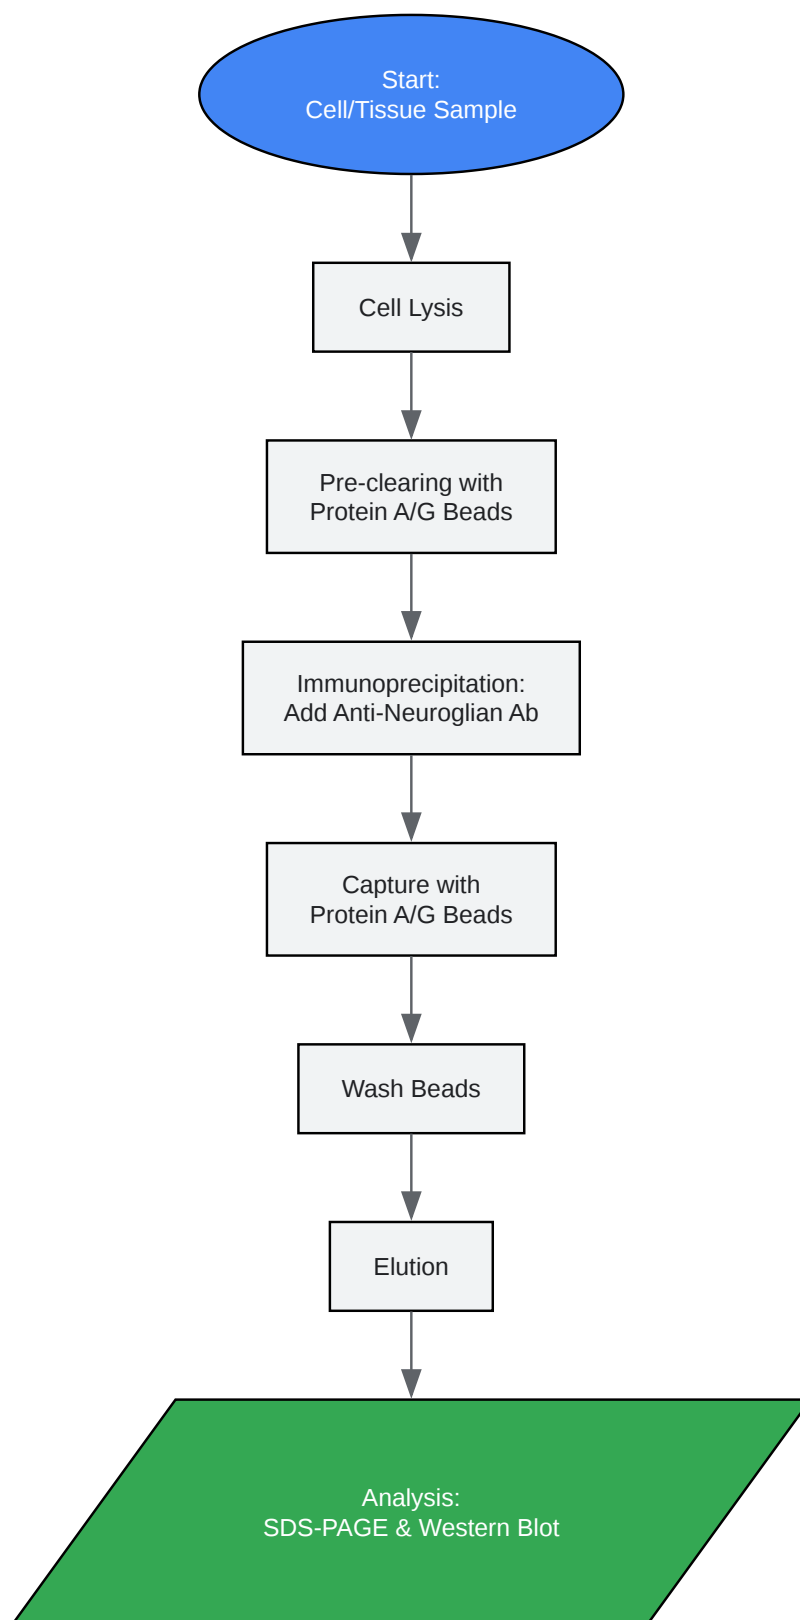 Start:
Cell/Tissue Sample
Cell Lysis
Pre-clearing with
Protein A/G Beads
Immunoprecipitation:
Add Anti-Neuroglian Ab
Capture with
Protein A/G Beads
Wash Beads
Elution
Analysis:
SDS-PAGE & Western Blot